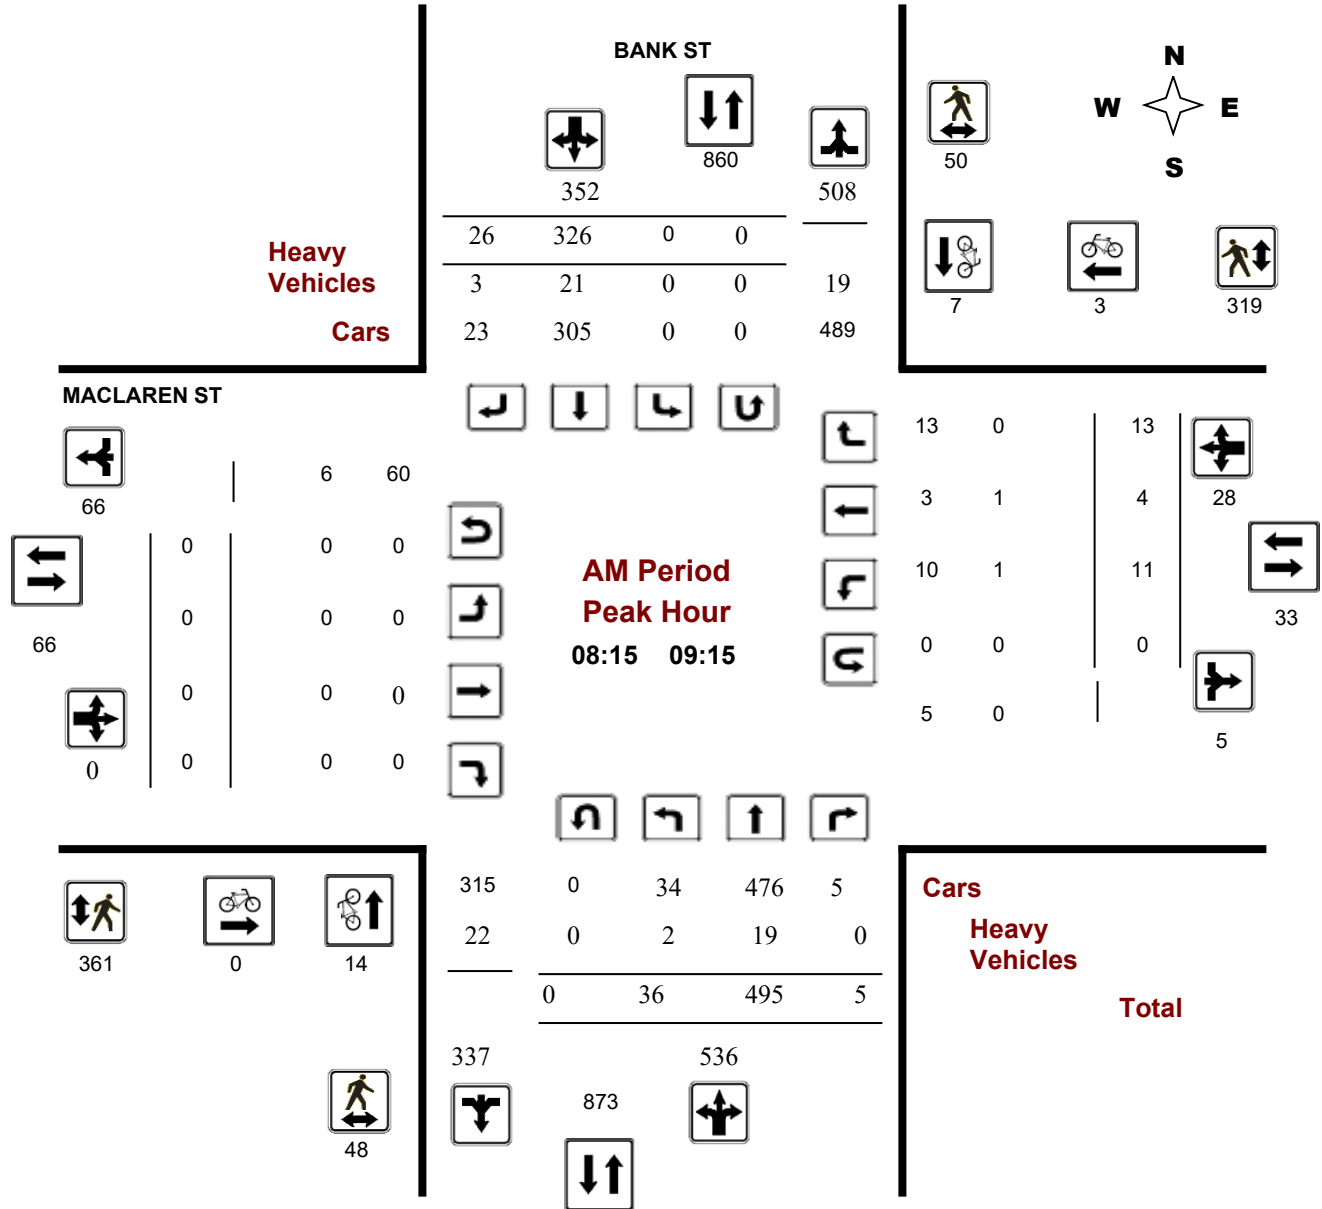 BANK ST
N
W E
S
860
50
352 508
26 326 0 0
Heavy
Vehicles
3 21 0 0 19
7 3 319
Cars 23 305 0 0 489
MACLAREN ST
13 0 13
6 60
66
3 1 4 28
0 0 0
AM Period
10 1 11
Peak Hour
0 0 0
33
66
08:15 09:15
0 0 0
0 0 0
5 0
5
0 0 0 0
315 0 34 476 5 Cars
22 0 2 19 0 Heavy
Vehicles
361 0 14
0 36 495 5
Total
337 536
873
48